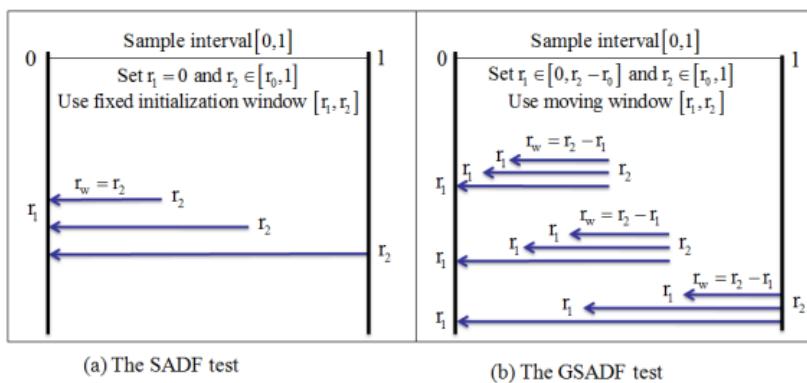 Sample interval [0,1]
0
1
Set r₁ = 0 and r₂ ∈ [r₀,1]
Use fixed initialization window [r₁,r₂]
r_w = r₂
r₂
r₁
r₂
r₂
(a) The SADF test
Sample interval [0,1]
0
1
Set r₁ ∈ [0, r₂ − r₀] and r₂ ∈ [r₀,1]
Use moving window [r₁,r₂]
r_w = r₂ − r₁
r₁
r₁
r₂
r₁
r_w = r₂ − r₁
r₁
r₁
r₂
r₁
r_w = r₂ − r₁
r₁
r₁
r₂
r₁
(b) The GSADF test